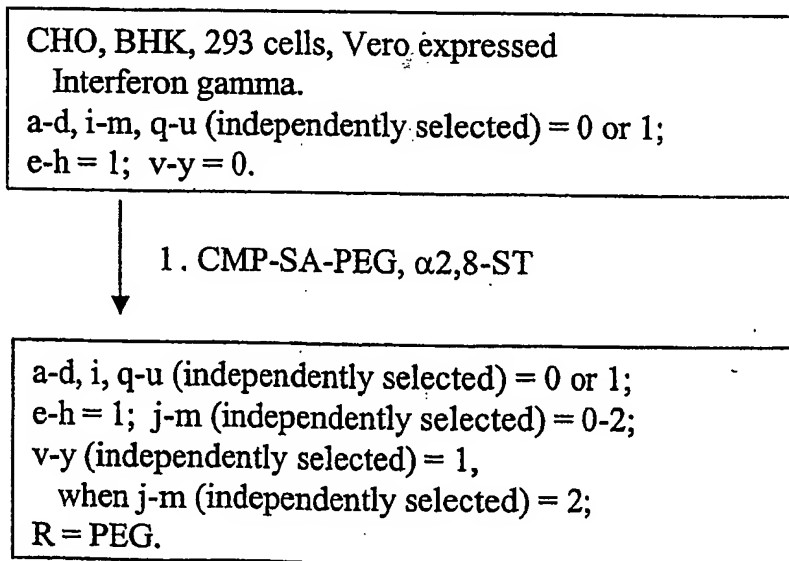 CHO, BHK, 293 cells, Vero expressed
Interferon gamma.
a-d, i-m, q-u (independently selected) = 0 or 1;
e-h = 1; v-y = 0.
1. CMP-SA-PEG, α2,8-ST
a-d, i, q-u (independently selected) = 0 or 1;
e-h = 1; j-m (independently selected) = 0-2;
v-y (independently selected) = 1,
when j-m (independently selected) = 2;
R = PEG.